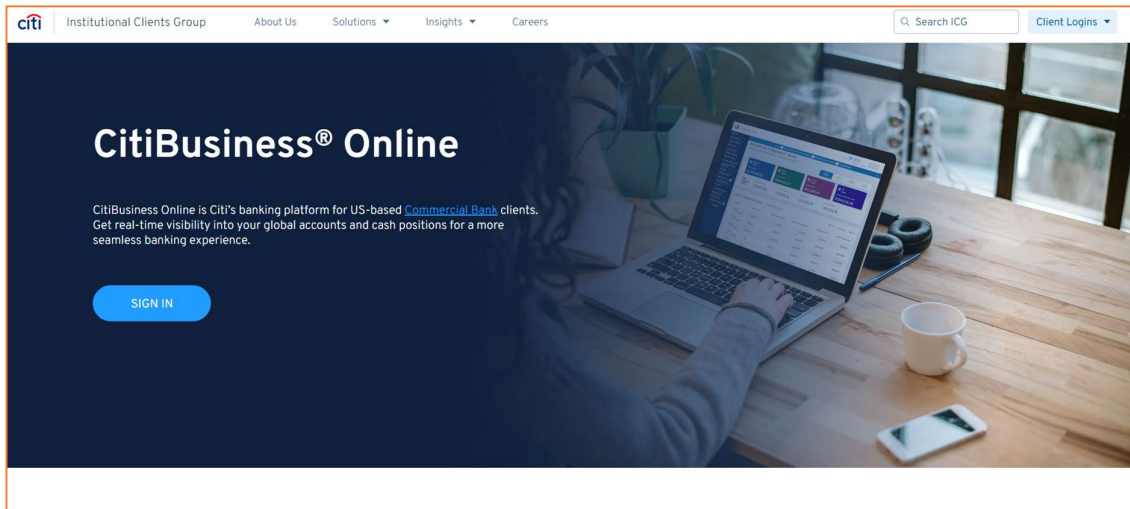 citi Institutional Clients Group About Us Solutions Insights Careers Search ICG Client Logins
CitiBusiness® Online
CitiBusiness Online is Citi's banking platform for US-based Commercial Bank clients.
Get real-time visibility into your global accounts and cash positions for a more
seamless banking experience.
SIGN IN